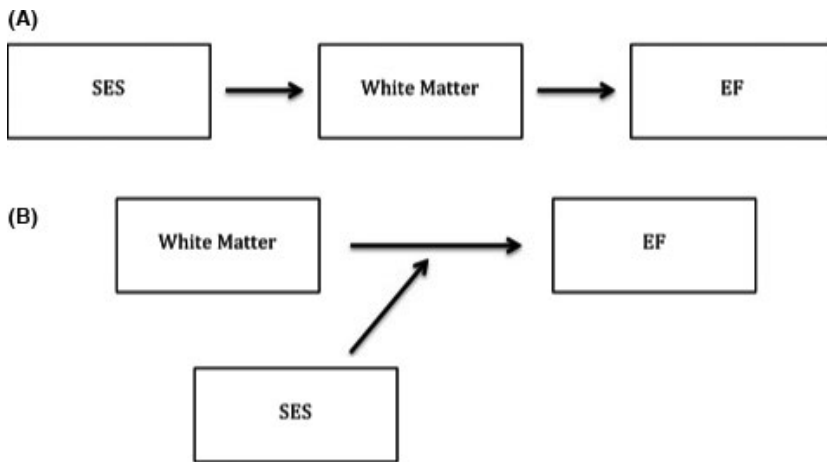 (A)
SES
White Matter
EF
(B)
White Matter
EF
SES